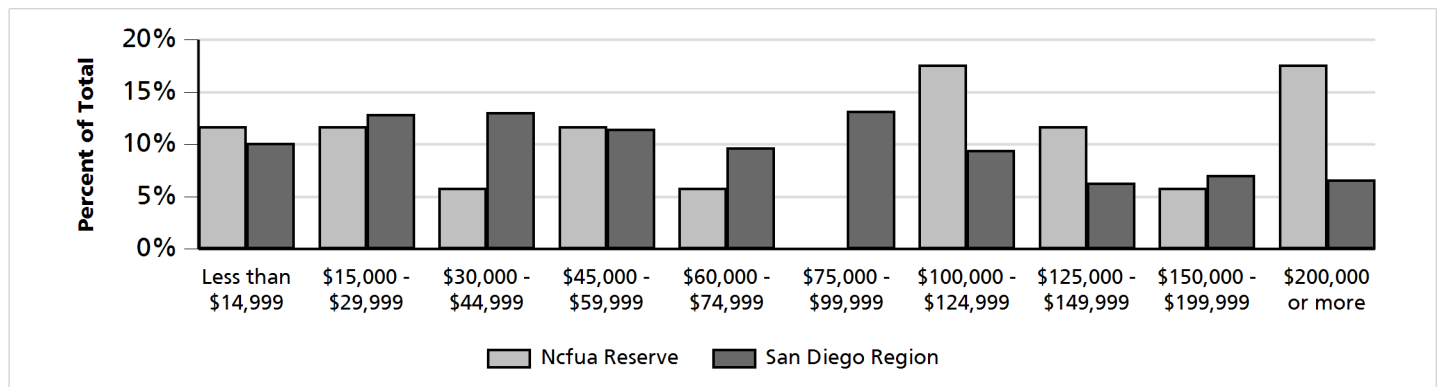 20%
15%
10%
5%
0%
Percent of Total
Less than $14,999
$15,000 - $29,999
$30,000 - $44,999
$45,000 - $59,999
$60,000 - $74,999
$75,000 - $99,999
$100,000 - $124,999
$125,000 - $149,999
$150,000 - $199,999
$200,000 or more
Ncfua Reserve
San Diego Region